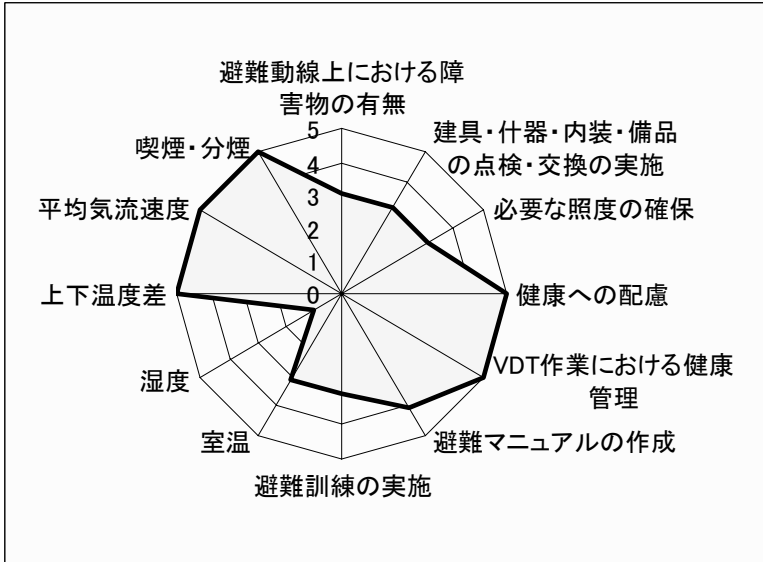 避難動線上における障
害物の有無
建具・什器・内装・備品
の点検・交換の実施
必要な照度の確保
健康への配慮
VDT作業における健康
管理
避難マニュアルの作成
避難訓練の実施
室温
湿度
上下温度差
平均気流速度
喫煙・分煙
5
4
3
2
1
0